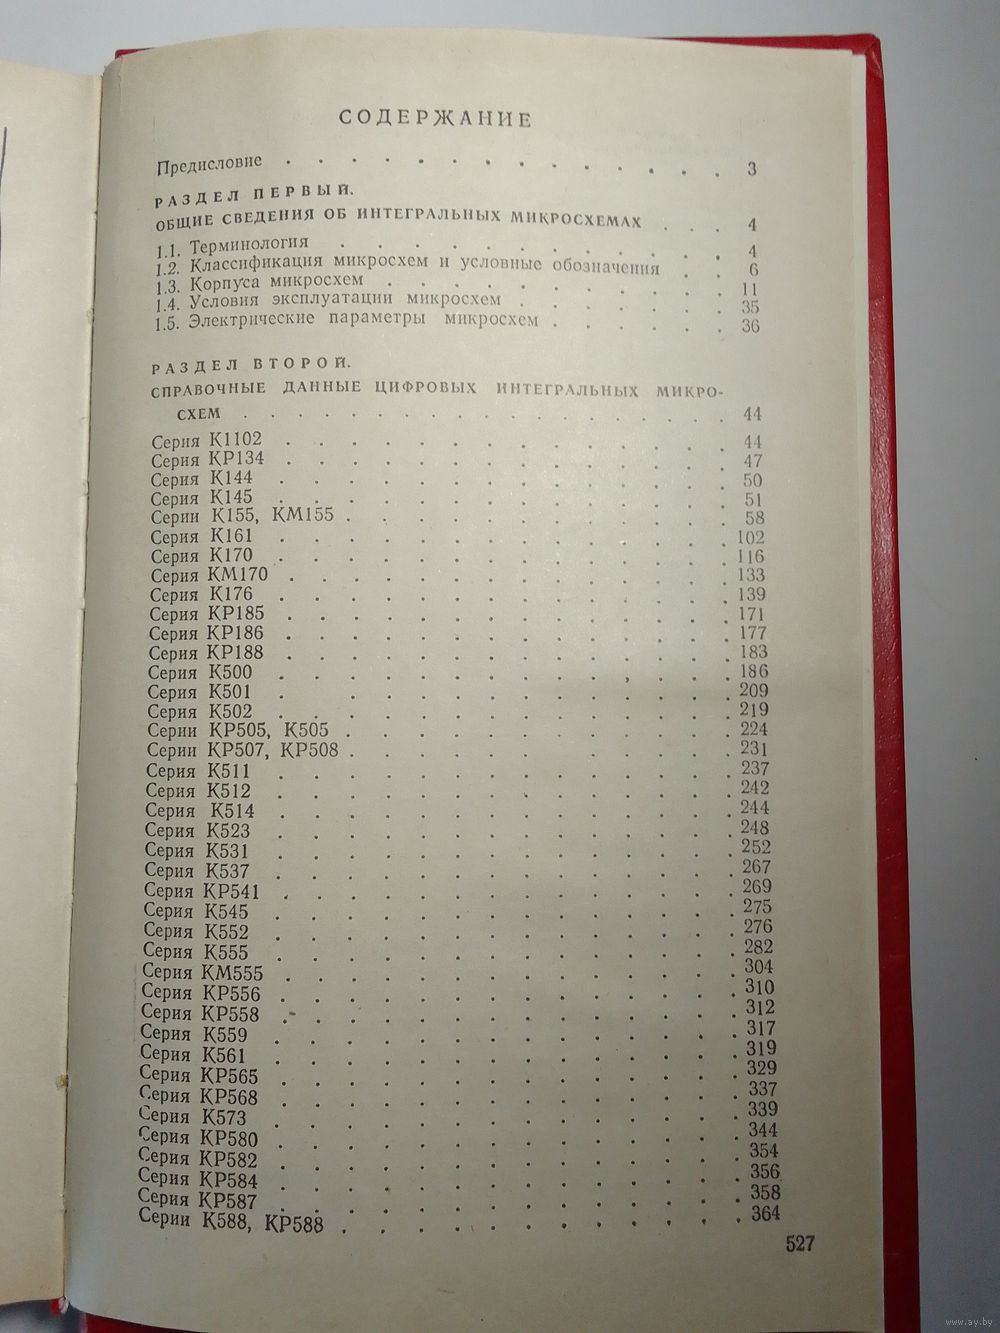 СОДЕРЖАНИЕ
Предисловие . . . . . . . . . . . . . . 3
РАЗДЕЛ ПЕРВЫЙ.
ОБЩИЕ СВЕДЕНИЯ ОБ ИНТЕГРАЛЬНЫХ МИКРОСХЕМАХ . . . 4
1.1. Терминология . . . . . . . . . . . . 4
1.2. Классификация микросхем и условные обозначения . . 6
1.3. Корпуса микросхем . . . . . . . . . . . 11
1.4. Условия эксплуатации микросхем . . . . . . 35
1.5. Электрические параметры микросхем . . . . . . 36
РАЗДЕЛ ВТОРОЙ.
СПРАВОЧНЫЕ ДАННЫЕ ЦИФРОВЫХ ИНТЕГРАЛЬНЫХ МИКРО-
СХЕМ . . . . . . . . . . . . . . . 44
Серия К1102 . . . . . . . . . . . . 44
Серия КР134 . . . . . . . . . . . . 47
Серия К144 . . . . . . . . . . . . 50
Серия К145 . . . . . . . . . . . . 51
Серии К155, КМ155 . . . . . . . . . . 58
Серия К161 . . . . . . . . . . . . 102
Серия К170 . . . . . . . . . . . . 116
Серия КМ170 . . . . . . . . . . . . 133
Серия К176 . . . . . . . . . . . . 139
Серия КР185 . . . . . . . . . . . . 171
Серия КР186 . . . . . . . . . . . . 177
Серия КР188 . . . . . . . . . . . . 183
Серия К500 . . . . . . . . . . . . 186
Серия К501 . . . . . . . . . . . . 209
Серия К502 . . . . . . . . . . . . 219
Серии КР505, К505 . . . . . . . . . . 224
Серии КР507, КР508 . . . . . . . . . . 231
Серия К511 . . . . . . . . . . . . 237
Серия К512 . . . . . . . . . . . . 242
Серия К514 . . . . . . . . . . . . 244
Серия К523 . . . . . . . . . . . . 248
Серия К531 . . . . . . . . . . . . 252
Серия К537 . . . . . . . . . . . . 267
Серия КР541 . . . . . . . . . . . . 269
Серия К545 . . . . . . . . . . . . 275
Серия К552 . . . . . . . . . . . . 276
Серия К555 . . . . . . . . . . . . 282
Серия КМ555 . . . . . . . . . . . . 304
Серия КР556 . . . . . . . . . . . . 310
Серия КР558 . . . . . . . . . . . . 312
Серия К559 . . . . . . . . . . . . 317
Серия К561 . . . . . . . . . . . . 319
Серия КР565 . . . . . . . . . . . . 329
Серия КР568 . . . . . . . . . . . . 337
Серия К573 . . . . . . . . . . . . 339
Серия КР580 . . . . . . . . . . . . 344
Серия КР582 . . . . . . . . . . . . 354
Серия КР584 . . . . . . . . . . . . 356
Серия КР587 . . . . . . . . . . . . 358
Серии К588, КР588 . . . . . . . . . . 364
527
www.ay.by